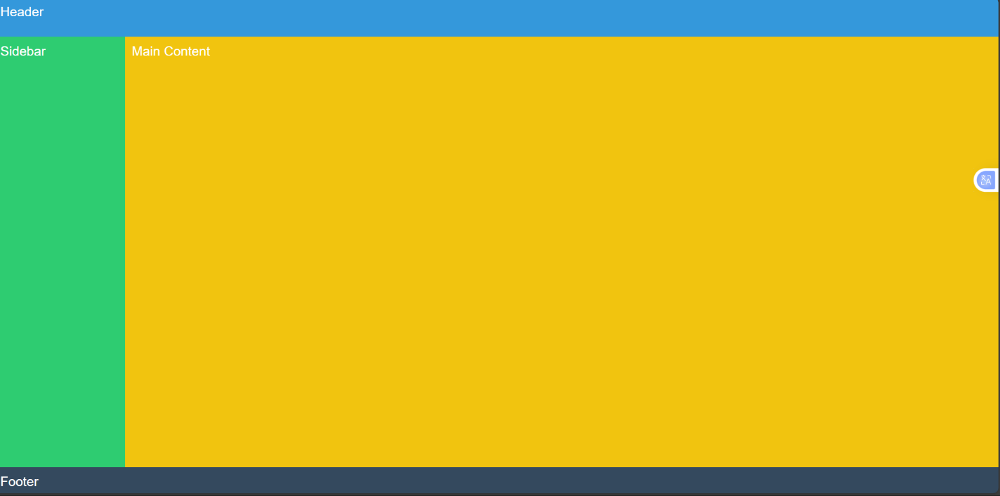 Header
Sidebar
Main Content
Footer